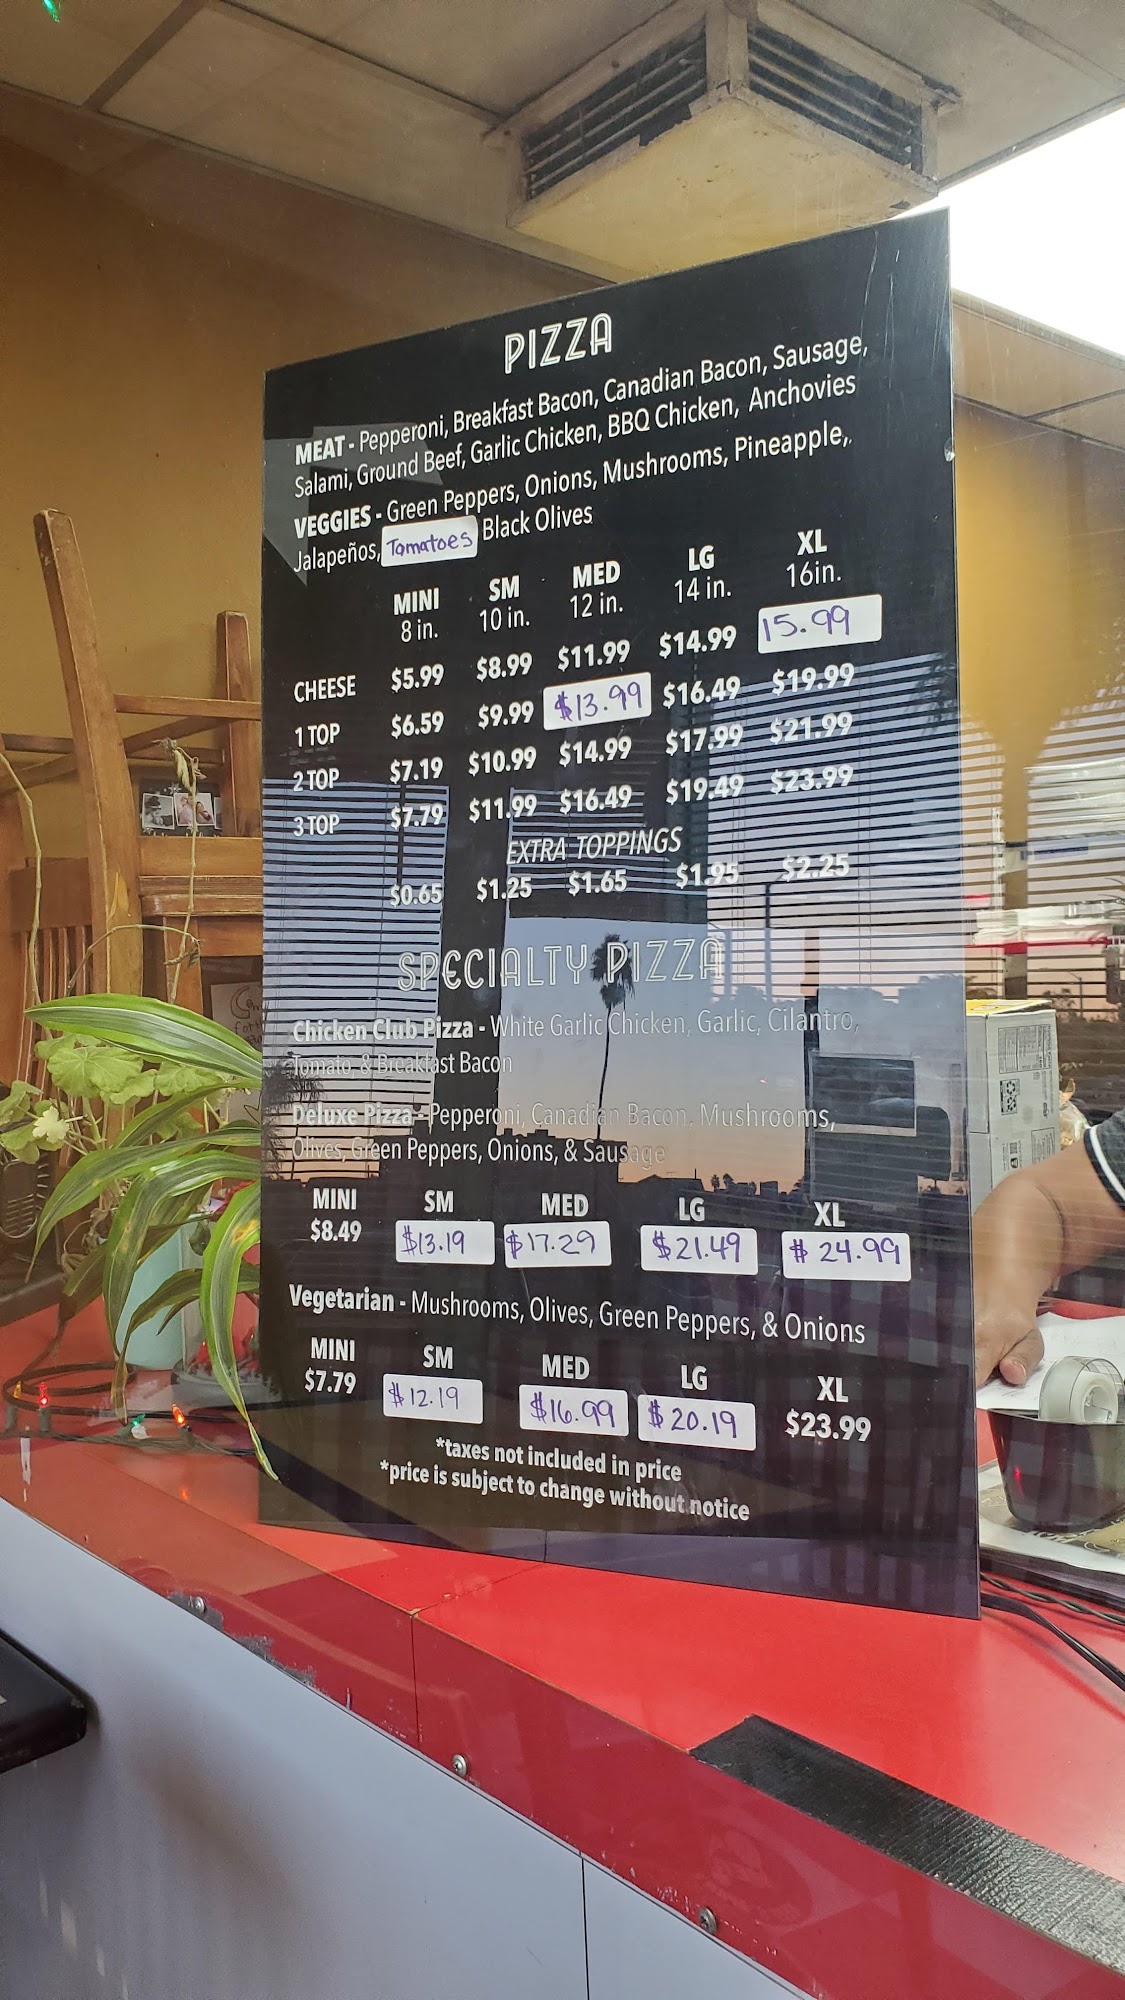 PIZZA
MEAT - Pepperoni, Breakfast Bacon, Canadian Bacon, Sausage,
Salami, Ground Beef, Garlic Chicken, BBQ Chicken, Anchovies
VEGGIES - Green Peppers, Onions, Mushrooms, Pineapple,
Jalapeños, Tomatoes Black Olives
MINI SM MED LG XL
8 in. 10 in. 12 in. 14 in. 16in.
CHEESE $5.99 $8.99 $11.99 $14.99 15.99
1 TOP $6.59 $9.99 $13.99 $16.49 $19.99
2 TOP $7.19 $10.99 $14.99 $17.99 $21.99
3 TOP $7.79 $11.99 $16.49 $19.49 $23.99
EXTRA TOPPINGS
$0.65 $1.25 $1.65 $1.95 $2.25
SPECIALTY PIZZA
Chicken Club Pizza - White Garlic Chicken, Garlic, Cilantro,
Tomato, & Breakfast Bacon
Deluxe Pizza - Pepperoni, Canadian Bacon, Mushrooms,
Olives, Green Peppers, Onions, & Sausage
MINI SM MED LG XL
$8.49 $13.19 $17.29 $21.49 $24.99
Vegetarian - Mushrooms, Olives, Green Peppers, & Onions
MINI SM MED LG XL
$7.79 $12.19 $16.99 $20.19 $23.99
*taxes not included in price
*price is subject to change without notice